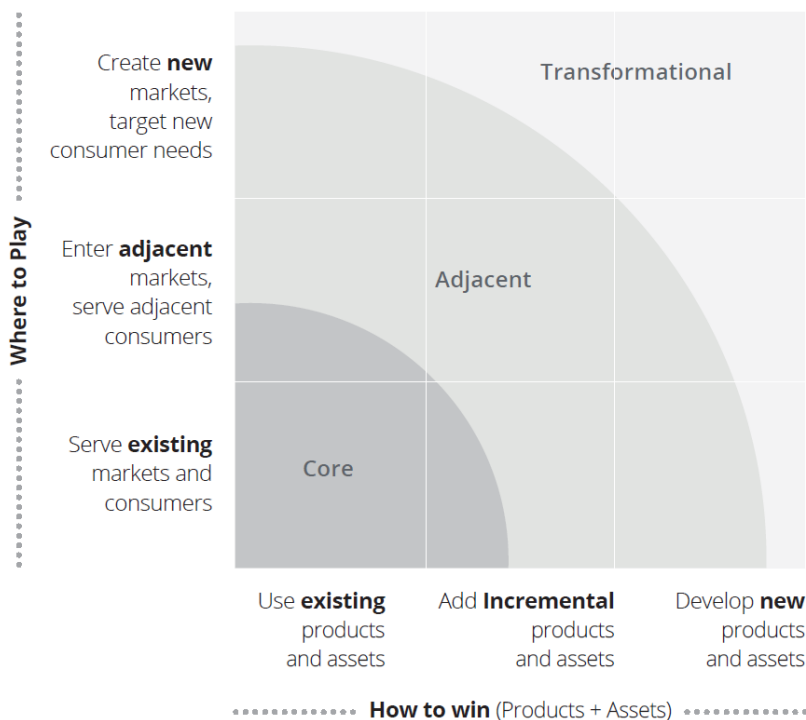 Create new
markets,
target new
consumer needs
Transformational
Where to Play
Enter adjacent
markets,
serve adjacent
consumers
Adjacent
Serve existing
markets and
consumers
Core
Use existing
products
and assets
Add Incremental
products
and assets
Develop new
products
and assets
How to win (Products + Assets)